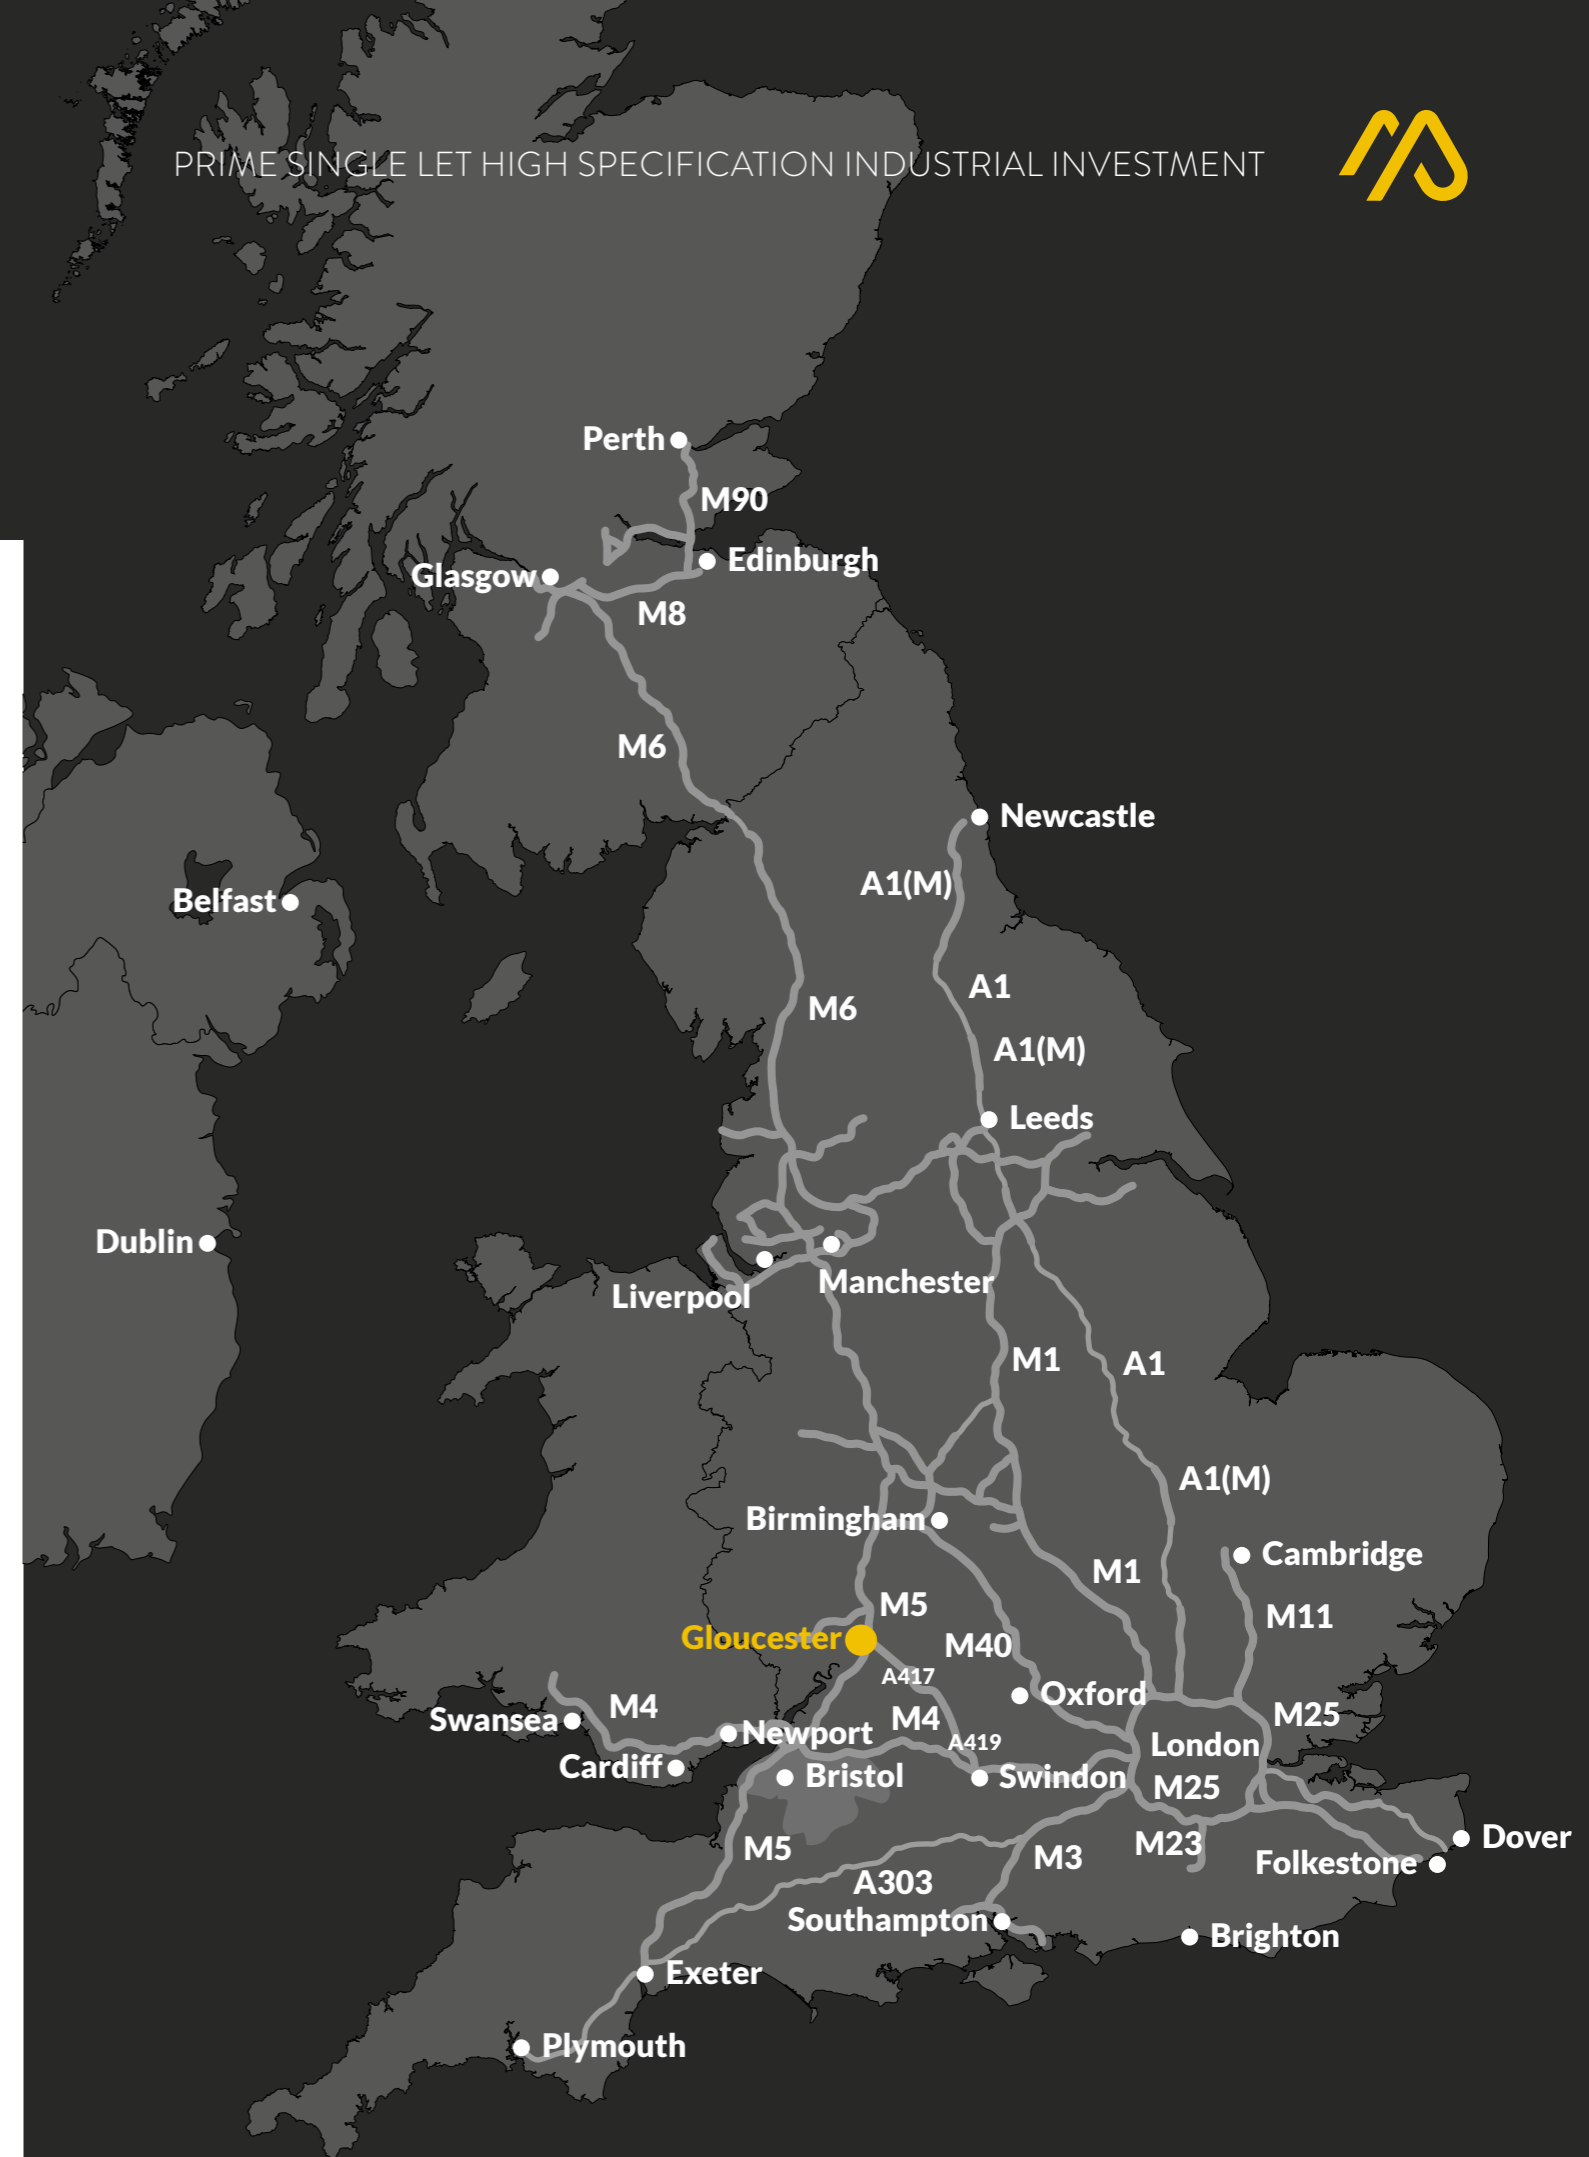 PRIME SINGLE LET HIGH SPECIFICATION INDUSTRIAL INVESTMENT
Perth
M90
Edinburgh
Glasgow
M8
M6
Newcastle
A1(M)
Belfast
A1
M6
A1(M)
Leeds
Dublin
Manchester
Liverpool
M1
A1
A1(M)
Birmingham
Cambridge
M1
M5
M11
Gloucester
M40
A417
Oxford
M4
M25
Swansea
M4
Newport
A419
London
Cardiff
Bristol
Swindon
M25
Dover
M23
M5
M3
Folkestone
A303
Southampton
Brighton
Exeter
Plymouth